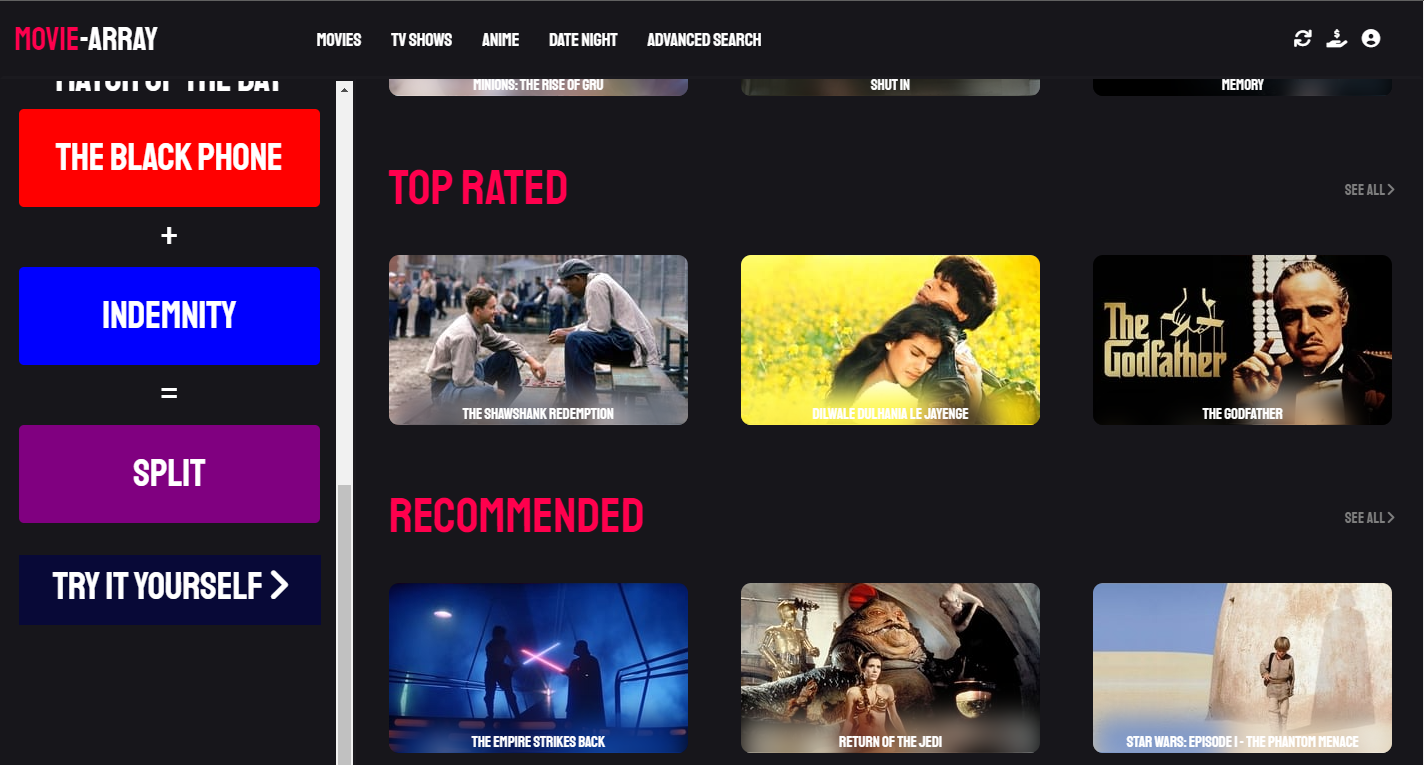 MOVIE-ARRAY
MOVIES
TV SHOWS
ANIME
DATE NIGHT
ADVANCED SEARCH
MATCH OF THE DAY
THE BLACK PHONE
+
INDEMNITY
=
SPLIT
TRY IT YOURSELF >
MINIONS: THE RISE OF GRU
SHUT IN
MEMORY
TOP RATED
SEE ALL >
THE SHAWSHANK REDEMPTION
DILWALE DULHANIA LE JAYENGE
The
Godfather
THE GODFATHER
RECOMMENDED
SEE ALL >
THE EMPIRE STRIKES BACK
RETURN OF THE JEDI
STAR WARS: EPISODE I - THE PHANTOM MENACE